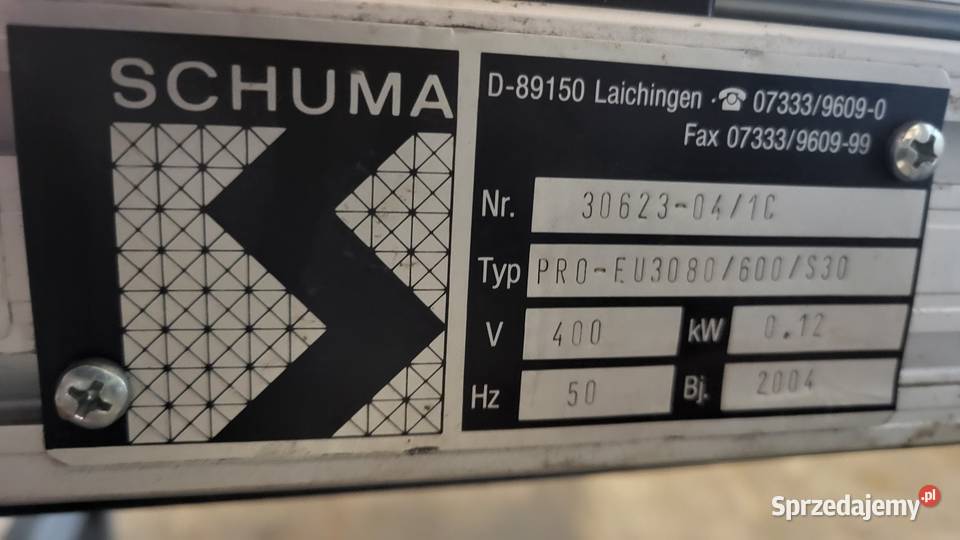 SCHUMA
D-89150 Laichingen · ☎ 07333/9609-0
Fax 07333/9609-99
Nr. 30623-04/1C
Typ PRO-EU3080/600/S30
V 400 kW 0.12
Hz 50 Bj. 2004
Sprzedajemy.pl